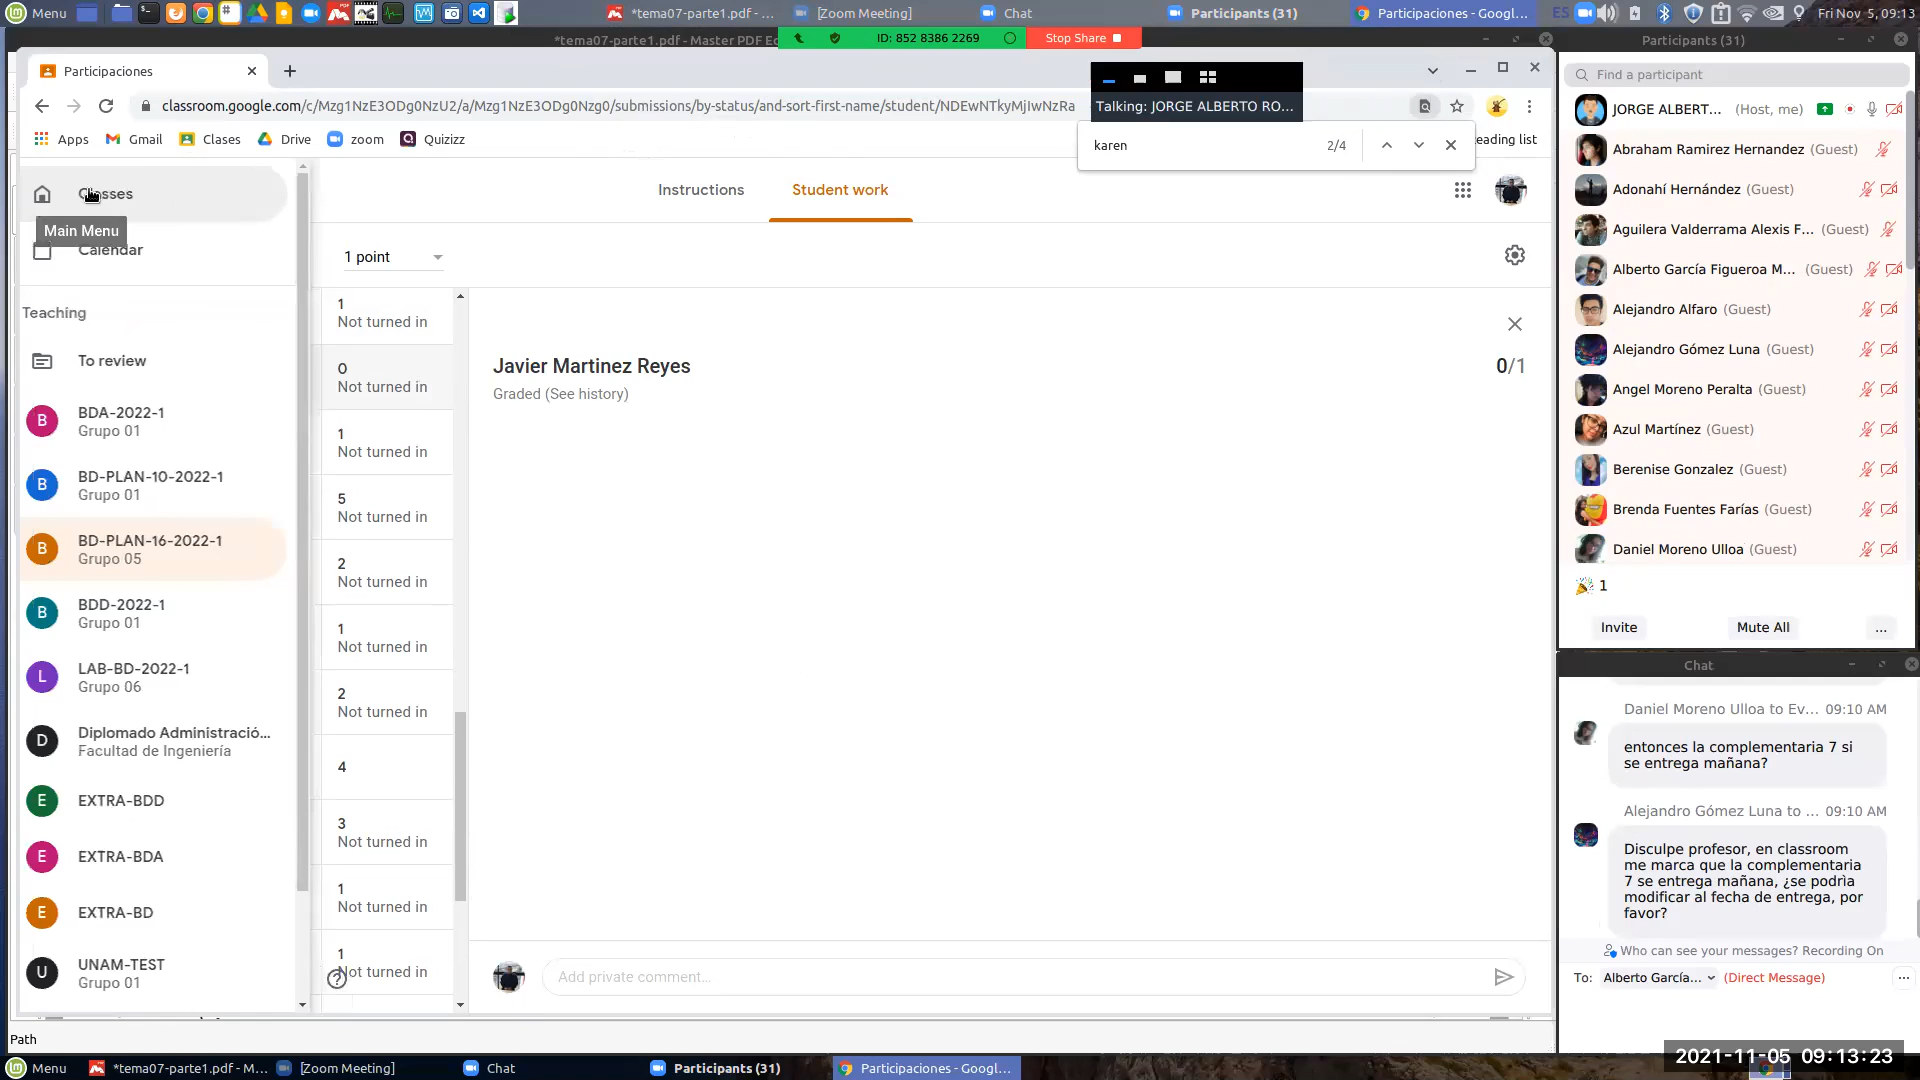 Menu
*tema07-parte1.pdf - ...
[Zoom Meeting]
Chat
Participants (31)
Participaciones - Googl...
ES
Fri Nov 5, 09:13
*tema07-parte1.pdf - Master PDF Ed
ID: 852 8386 2269
Stop Share
Participants (31)
Participaciones
classroom.google.com/c/Mzg1NzE3ODg0NzU2/a/Mzg1NzE3ODg0Nzg0/submissions/by-status/and-sort-first-name/student/NDEwNTkyMjIwNzRa
Talking: JORGE ALBERTO RO...
Apps
Gmail
Clases
Drive
zoom
Quizizz
eading list
karen
2/4
Classes
Main Menu
Calendar
Teaching
To review
B
BDA-2022-1
Grupo 01
B
BD-PLAN-10-2022-1
Grupo 01
B
BD-PLAN-16-2022-1
Grupo 05
B
BDD-2022-1
Grupo 01
L
LAB-BD-2022-1
Grupo 06
D
Diplomado Administració...
Facultad de Ingeniería
E
EXTRA-BDD
E
EXTRA-BDA
E
EXTRA-BD
U
UNAM-TEST
Grupo 01
Instructions
Student work
1 point
1
Not turned in
0
Not turned in
1
Not turned in
5
Not turned in
2
Not turned in
1
Not turned in
2
Not turned in
4
3
Not turned in
1
Not turned in
1
Not turned in
Javier Martinez Reyes
0/1
Graded (See history)
Add private comment...
Find a participant
JORGE ALBERT... (Host, me)
Abraham Ramirez Hernandez (Guest)
Adonahí Hernández (Guest)
Aguilera Valderrama Alexis F... (Guest)
Alberto García Figueroa M... (Guest)
Alejandro Alfaro (Guest)
Alejandro Gómez Luna (Guest)
Angel Moreno Peralta (Guest)
Azul Martínez (Guest)
Berenise Gonzalez (Guest)
Brenda Fuentes Farías (Guest)
Daniel Moreno Ulloa (Guest)
1
Invite
Mute All
...
Chat
Daniel Moreno Ulloa to Ev... 09:10 AM
entonces la complementaria 7 si
se entrega mañana?
Alejandro Gómez Luna to ... 09:10 AM
Disculpe profesor, en classroom
me marca que la complementaria
7 se entrega mañana, ¿se podrìa
modificar al fecha de entrega, por
favor?
Who can see your messages? Recording On
To: Alberto García... (Direct Message)
...
Path
2021-11-05 09:13:23
Menu
*tema07-parte1.pdf - M...
[Zoom Meeting]
Chat
Participants (31)
Participaciones - Googl...